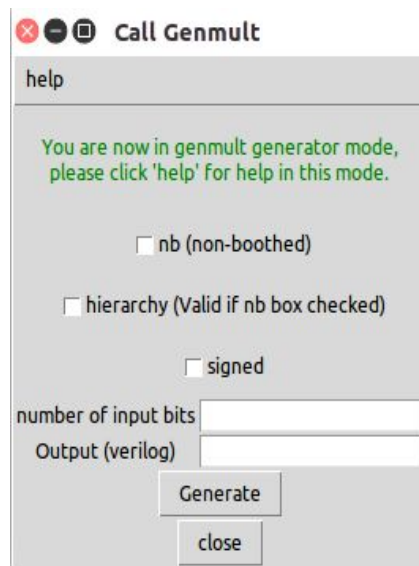 Call Genmult
help
You are now in genmult generator mode,
please click 'help' for help in this mode.
nb (non-boothed)
hierarchy (Valid if nb box checked)
signed
number of input bits
Output (verilog)
Generate
close